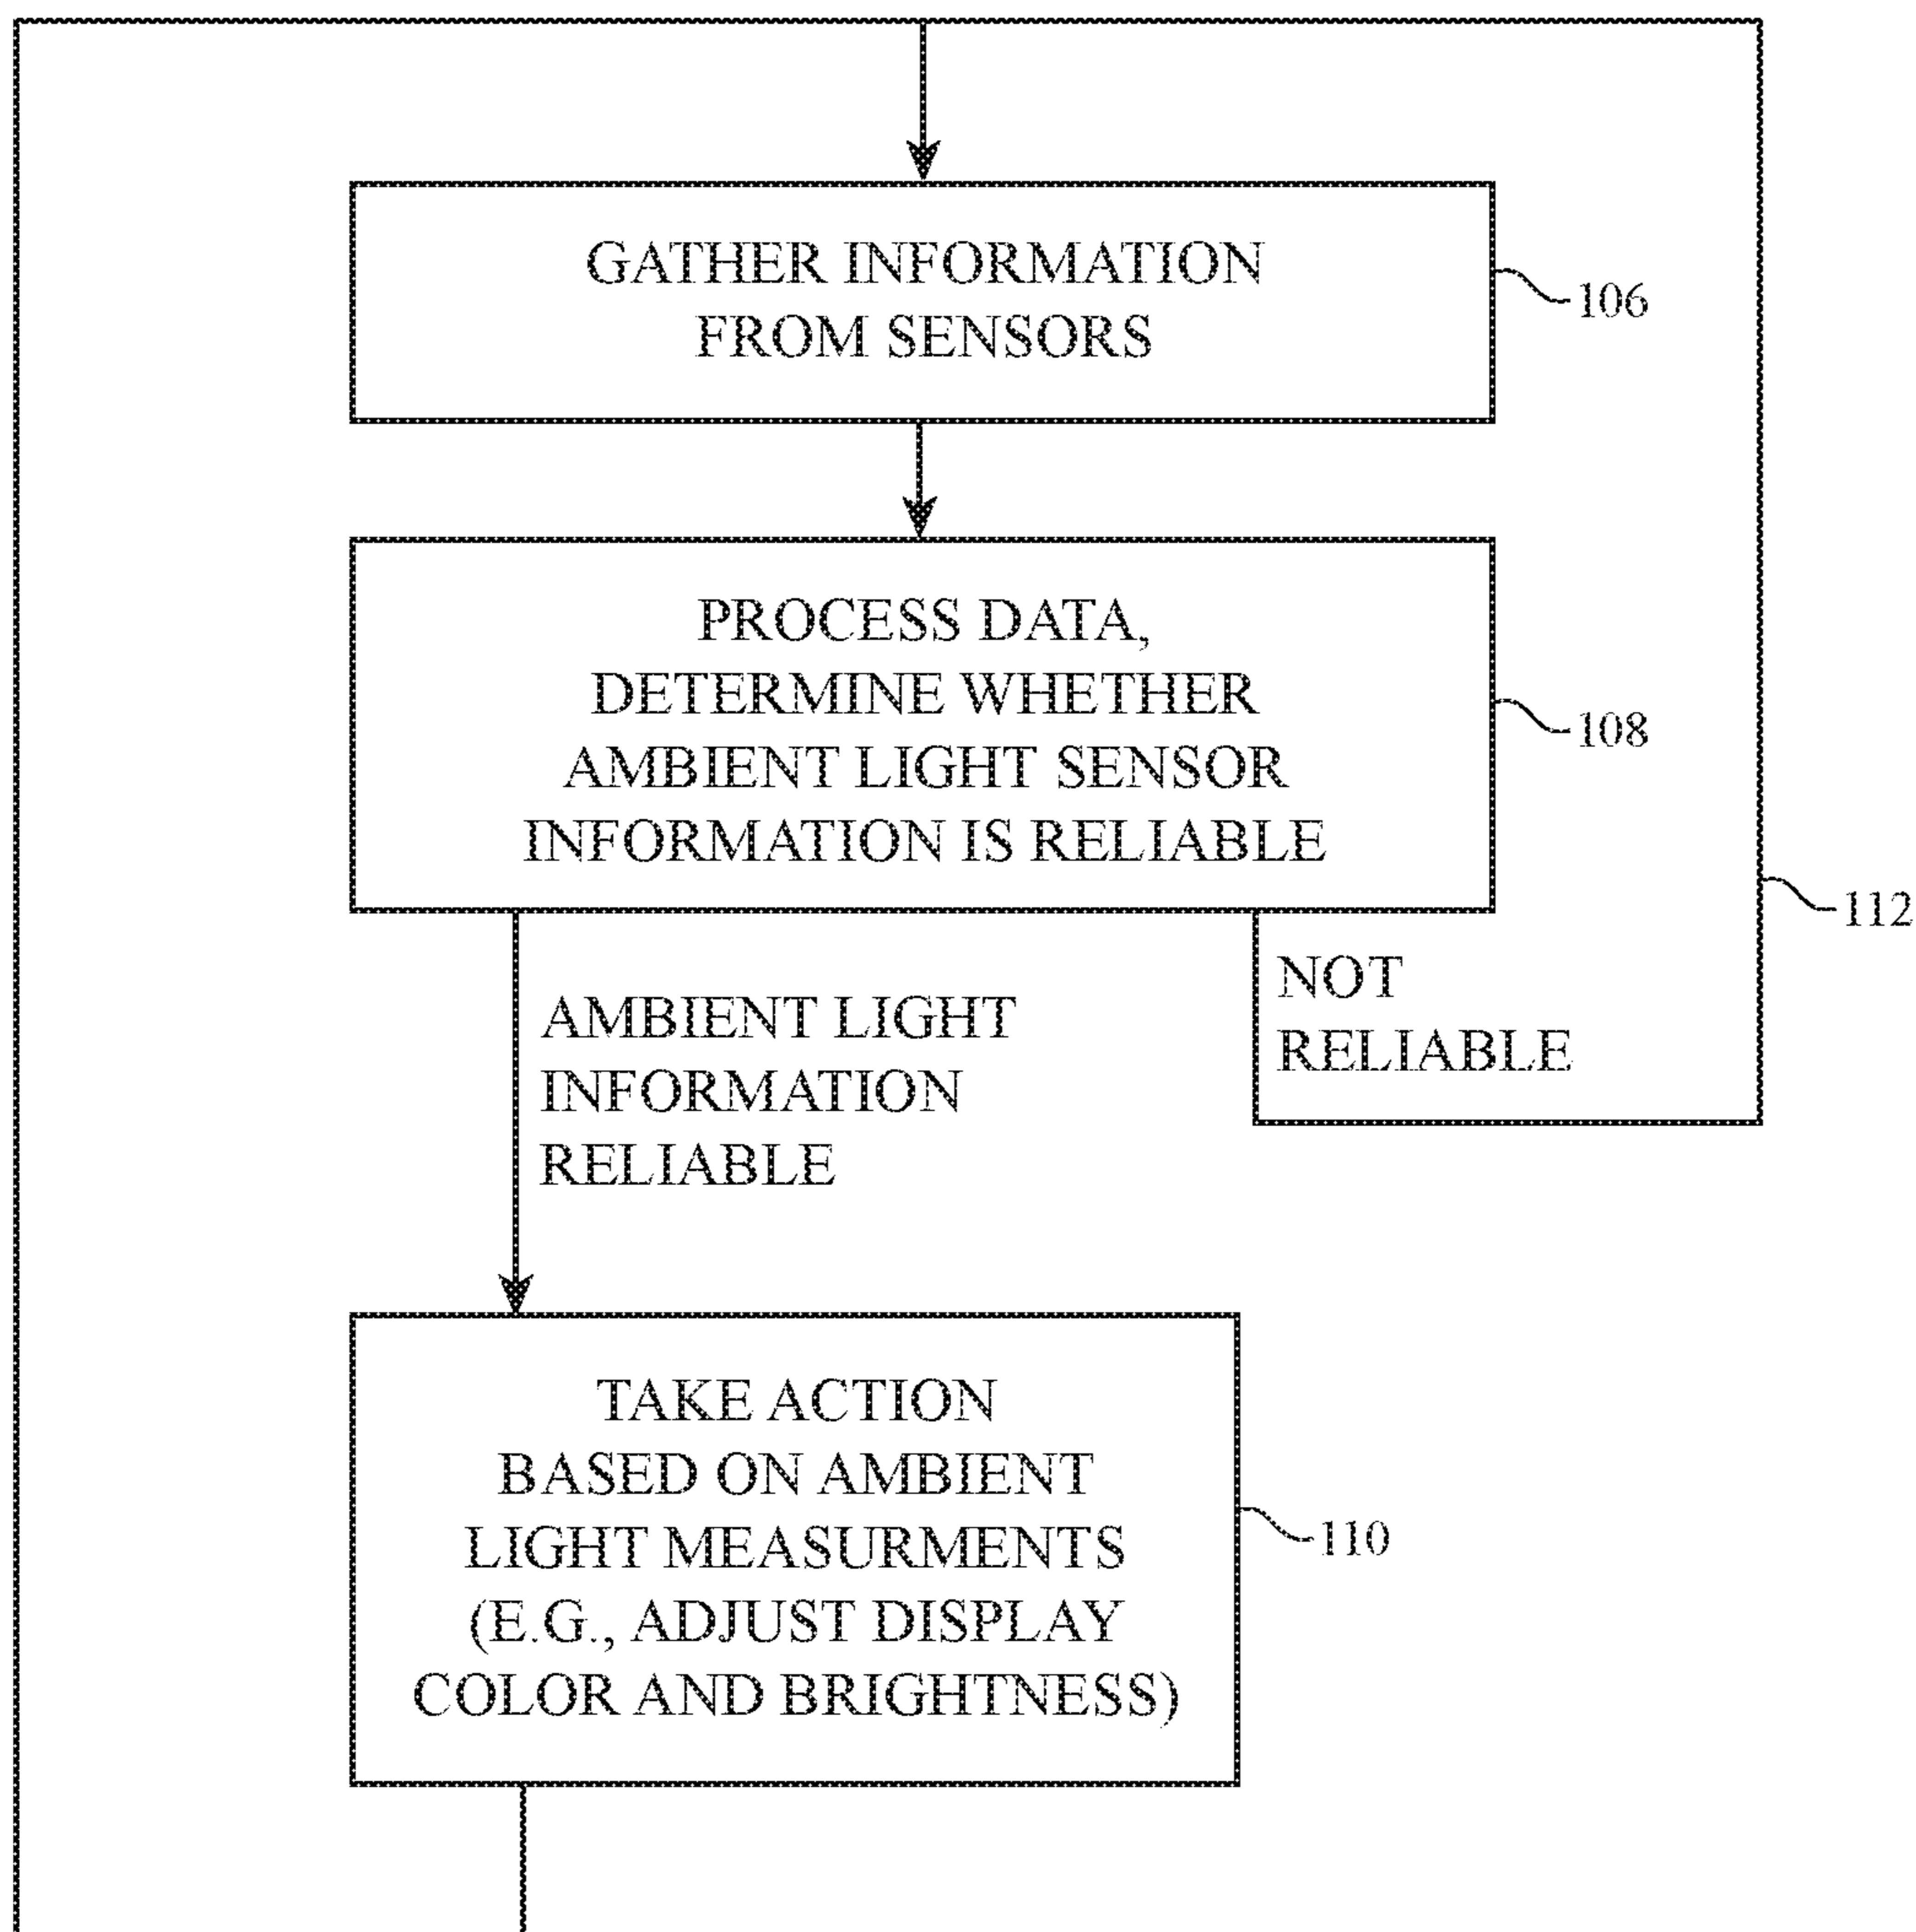 GATHER INFORMATION
FROM SENSORS
106
PROCESS DATA,
DETERMINE WHETHER
AMBIENT LIGHT SENSOR
INFORMATION IS RELIABLE
108
112
NOT
RELIABLE
AMBIENT LIGHT
INFORMATION
RELIABLE
TAKE ACTION
BASED ON AMBIENT
LIGHT MEASURMENTS
(E.G., ADJUST DISPLAY
COLOR AND BRIGHTNESS)
110